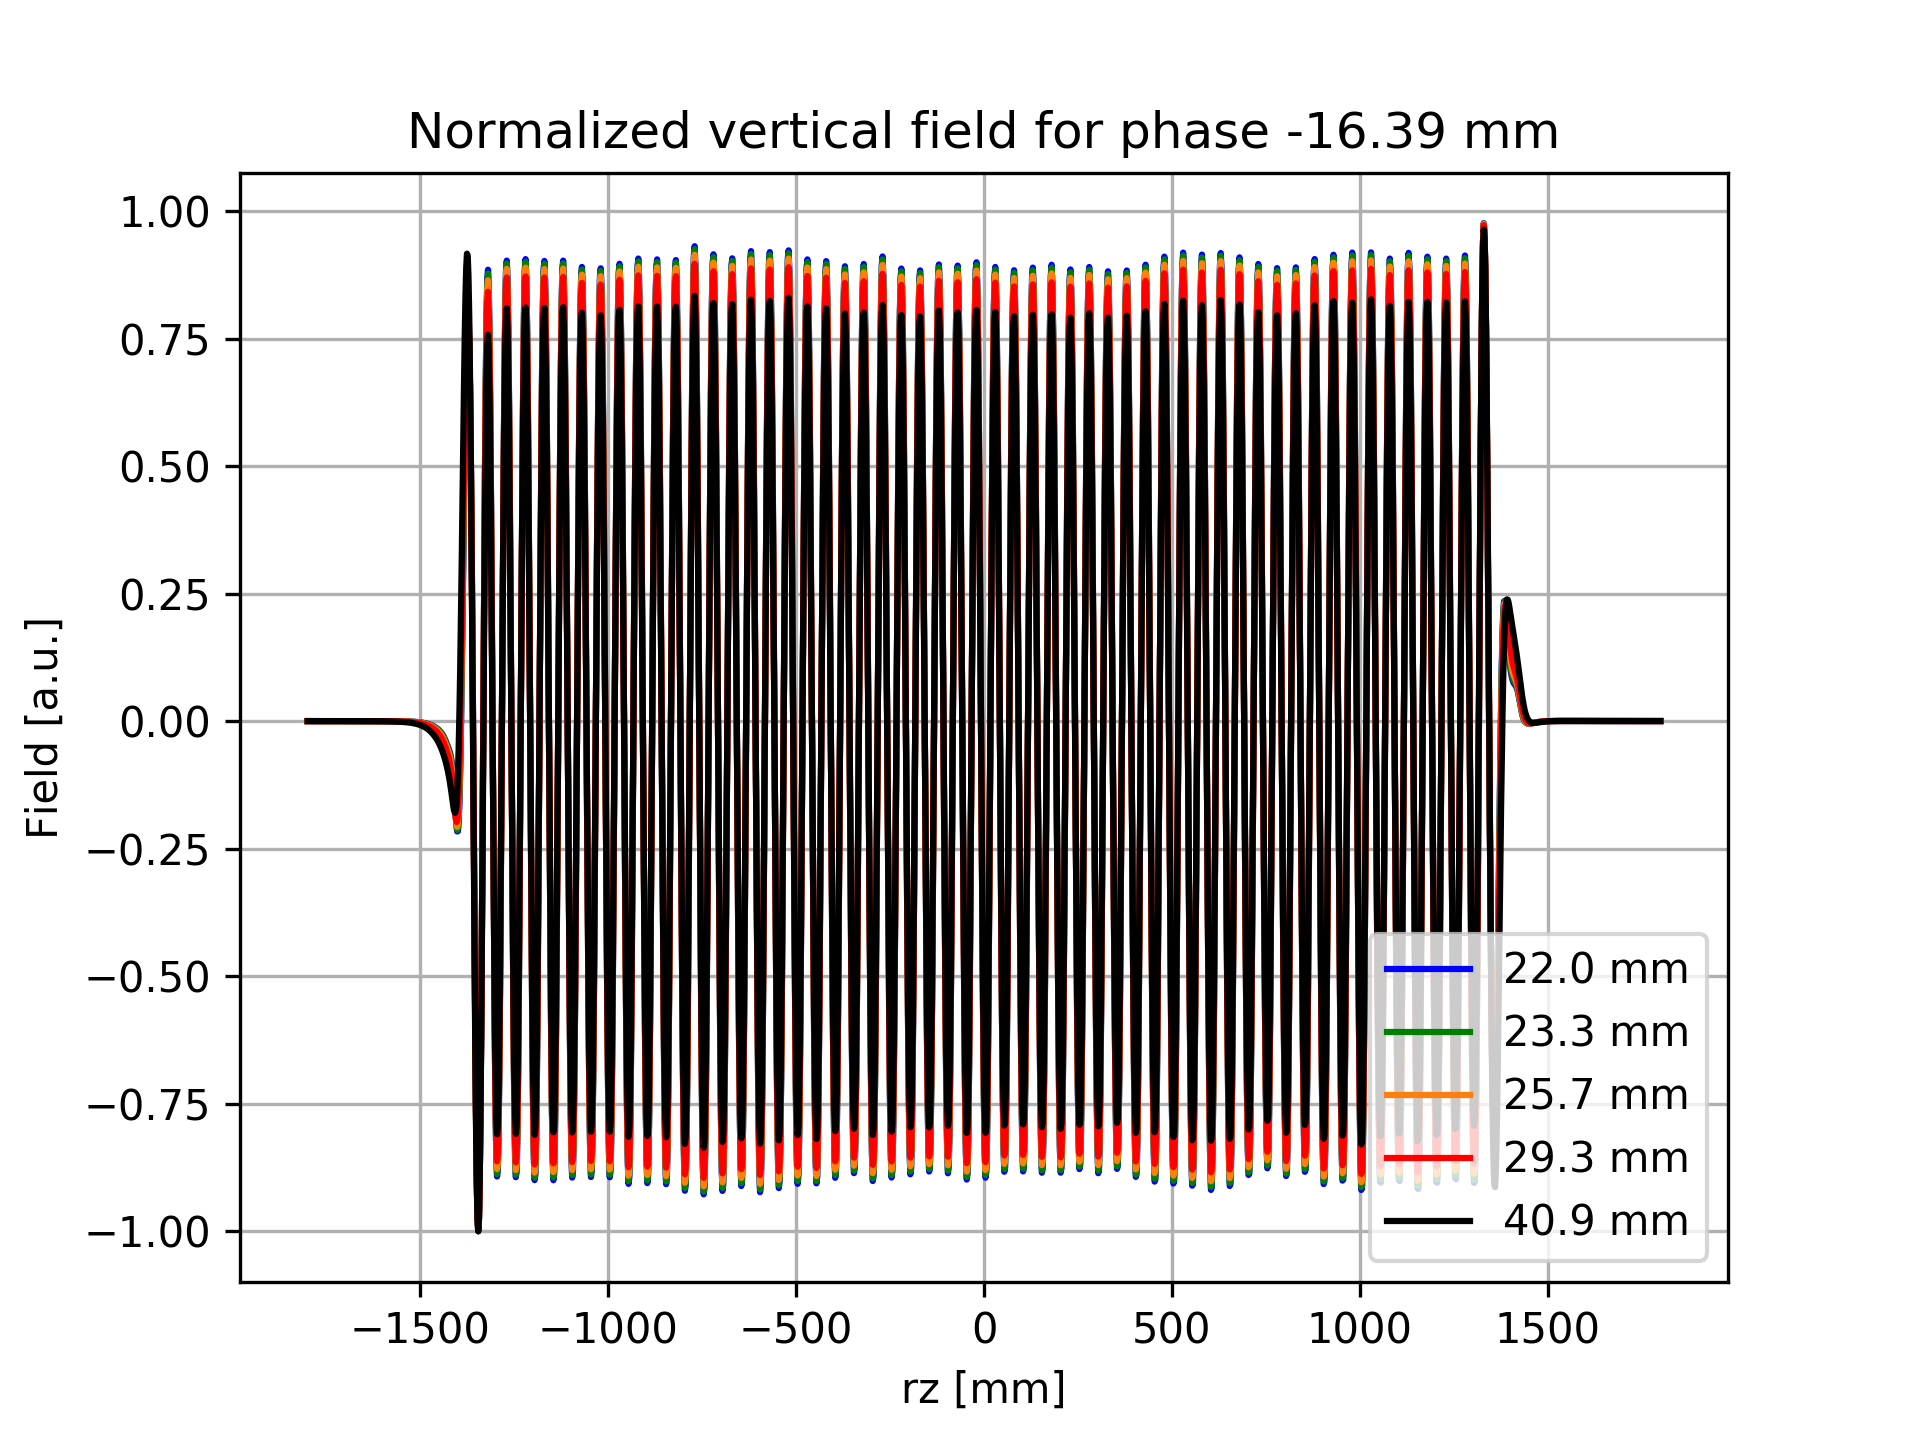 Normalized vertical field for phase -16.39 mm
1.00
0.75
0.50
0.25
0.00
−0.25
−0.50
−0.75
−1.00
Field [a.u.]
22.0 mm
23.3 mm
25.7 mm
29.3 mm
40.9 mm
−1500 −1000 −500 0 500 1000 1500
rz [mm]